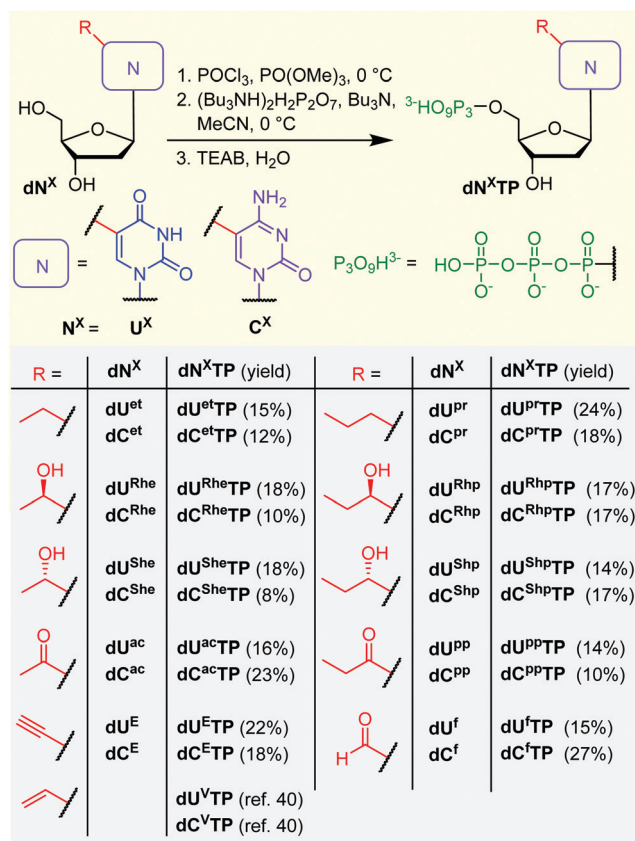 R
N
HO
O
OH
dNˣ
1. POCl₃, PO(OMe)₃, 0 °C
2. (Bu₃NH)₂H₂P₂O₇, Bu₃N,
MeCN, 0 °C
3. TEAB, H₂O
R
N
³⁻HO₉P₃
O
O
OH
dNˣTP
N =
O
NH
N
O
NH₂
N
N
O
P₃O₉H³⁻ =
O O O
HO-P-O-P-O-P
O⁻ O⁻ O⁻
Nˣ = Uˣ Cˣ
R = dNˣ dNˣTP (yield) R = dNˣ dNˣTP (yield)
dUᵉᵗ dUᵉᵗTP (15%) dUᵖʳ dUᵖʳTP (24%)
dCᵉᵗ dCᵉᵗTP (12%) dCᵖʳ dCᵖʳTP (18%)
OH dUᴿʰᵉ dUᴿʰᵉTP (18%) OH dUᴿʰᵖ dUᴿʰᵖTP (17%)
dCᴿʰᵉ dCᴿʰᵉTP (10%) dCᴿʰᵖ dCᴿʰᵖTP (17%)
OH dUˢʰᵉ dUˢʰᵉTP (18%) OH dUˢʰᵖ dUˢʰᵖTP (14%)
dCˢʰᵉ dCˢʰᵉTP (8%) dCˢʰᵖ dCˢʰᵖTP (17%)
O dUᵃᶜ dUᵃᶜTP (16%) O dUᵖᵖ dUᵖᵖTP (14%)
dCᵃᶜ dCᵃᶜTP (23%) dCᵖᵖ dCᵖᵖTP (10%)
dUᴱ dUᴱTP (22%) O H dUᶠ dUᶠTP (15%)
dCᴱ dCᴱTP (18%) dCᶠ dCᶠTP (27%)
dUⱽTP (ref. 40)
dCⱽTP (ref. 40)